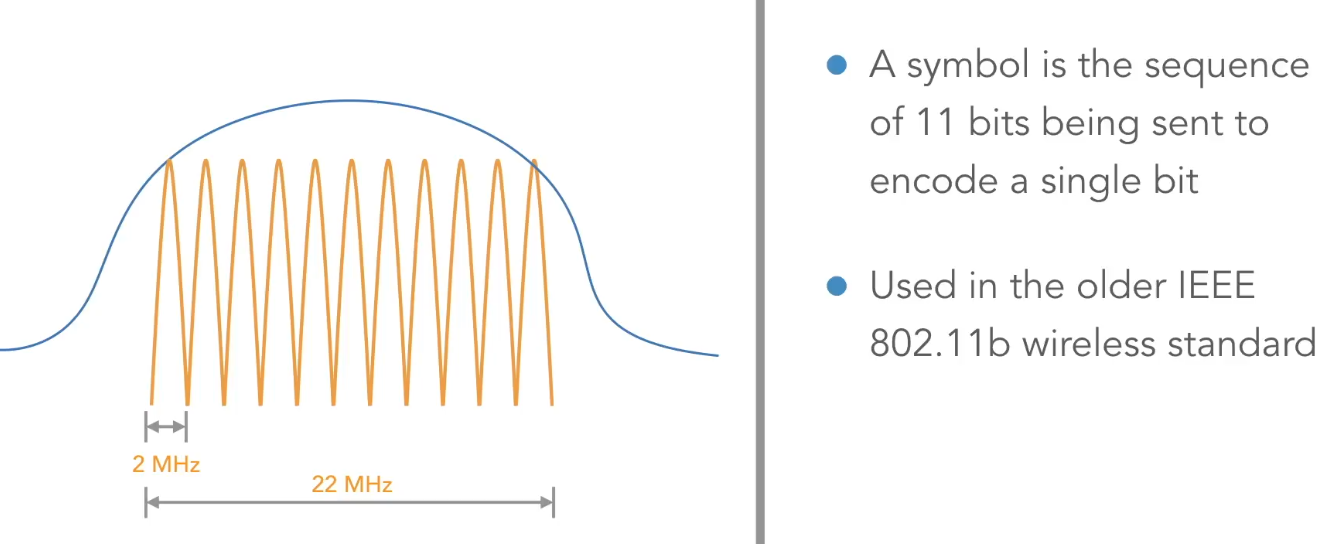 A symbol is the sequence
of 11 bits being sent to
encode a single bit
Used in the older IEEE
802.11b wireless standard
2 MHz
22 MHz